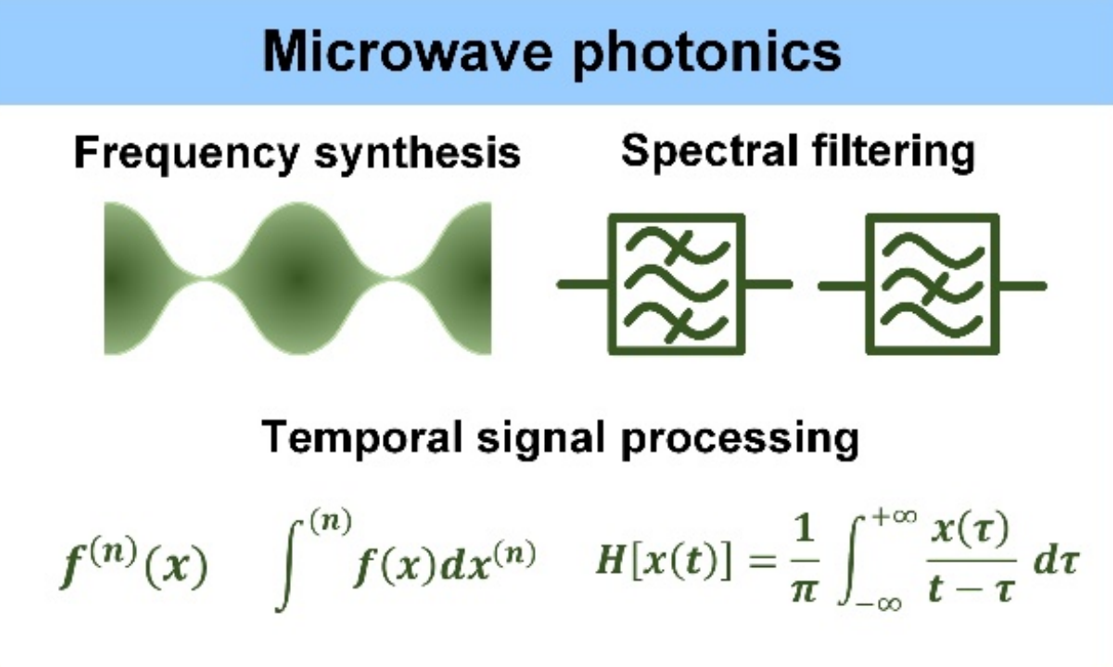 Microwave photonics
Frequency synthesis
Spectral filtering
Temporal signal processing
f⁽ⁿ⁾(x)
∫⁽ⁿ⁾ f(x)dx⁽ⁿ⁾
H[x(t)] = 1/π ∫_{−∞}^{+∞} x(τ)/(t − τ) dτ